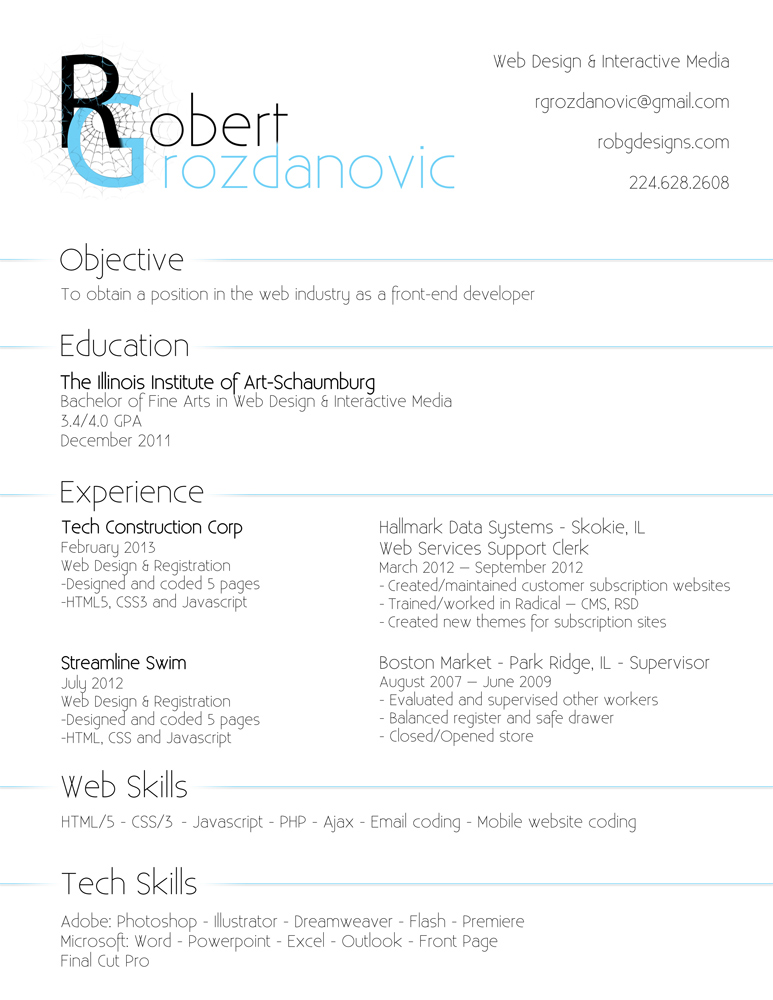 Robert
Grozdanovic
Web Design & Interactive Media
rgrozdanovic@gmail.com
robgdesigns.com
224.628.2608
Objective
To obtain a position in the web industry as a front-end developer
Education
The Illinois Institute of Art-Schaumburg
Bachelor of Fine Arts in Web Design & Interactive Media
3.4/4.0 GPA
December 2011
Experience
Tech Construction Corp
February 2013
Web Design & Registration
-Designed and coded 5 pages
-HTML5, CSS3 and Javascript
Streamline Swim
July 2012
Web Design & Registration
-Designed and coded 5 pages
-HTML, CSS and Javascript
Hallmark Data Systems - Skokie, IL
Web Services Support Clerk
March 2012 – September 2012
- Created/maintained customer subscription websites
- Trained/worked in Radical – CMS, RSD
- Created new themes for subscription sites
Boston Market - Park Ridge, IL - Supervisor
August 2007 – June 2009
- Evaluated and supervised other workers
- Balanced register and safe drawer
- Closed/Opened store
Web Skills
HTML/5 - CSS/3 - Javascript - PHP - Ajax - Email coding - Mobile website coding
Tech Skills
Adobe: Photoshop - Illustrator - Dreamweaver - Flash - Premiere
Microsoft: Word - Powerpoint - Excel - Outlook - Front Page
Final Cut Pro